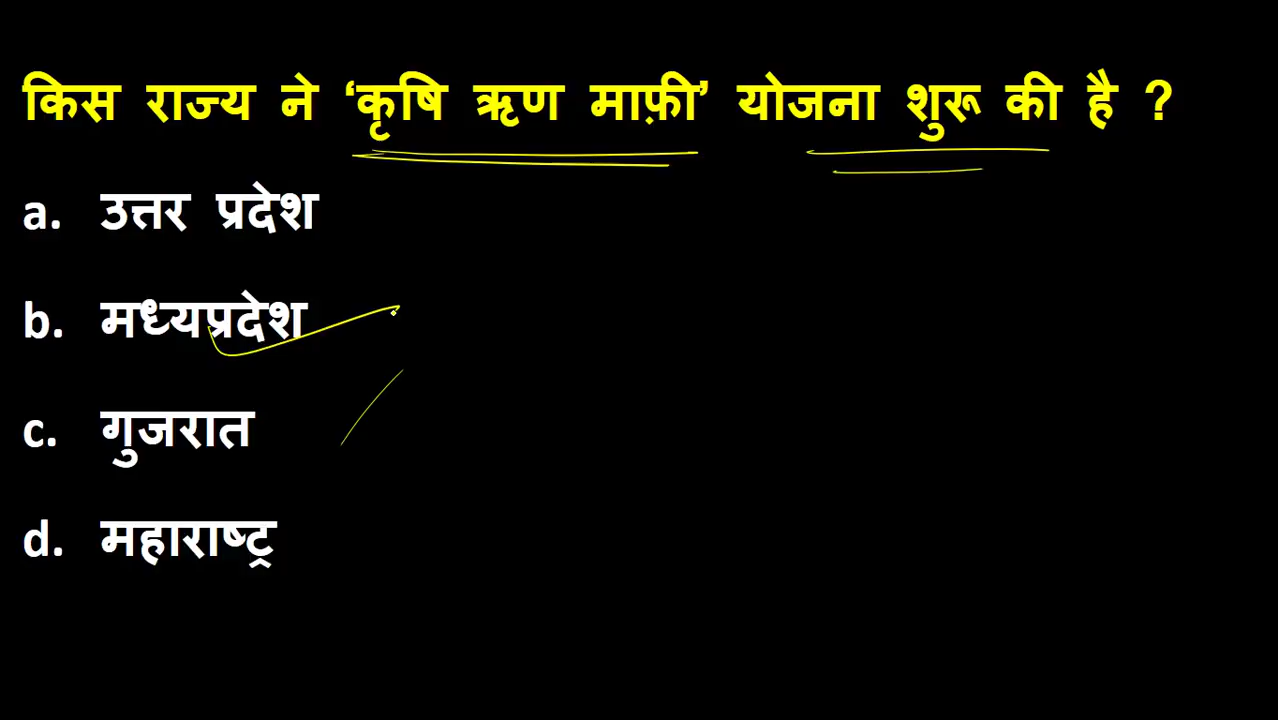 किस राज्य ने ‘कृषि ऋण माफ़ी’ योजना शुरू की है ?
a. उत्तर प्रदेश
b. मध्यप्रदेश
c. गुजरात
d. महाराष्ट्र